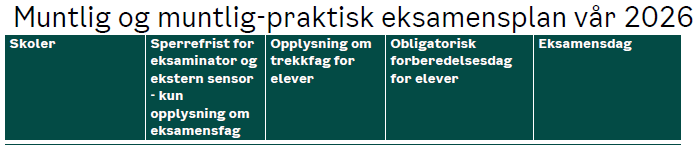 Muntlig og muntlig-praktisk eksamensplan vår 2026
Skoler
Sperrefrist for
eksaminator og
ekstern sensor
- kun
opplysning om
eksamensfag
Opplysning om
trekkfag for
elever
Obligatorisk
forberedelsesdag
for elever
Eksamensdag